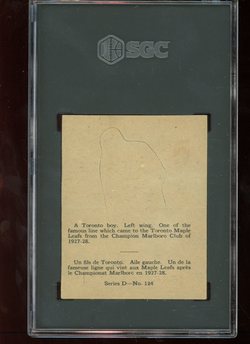 SGC
A Toronto boy. Left wing. One of the
famous line which came to the Toronto Maple
Leafs from the Champion Marlboro Club of
1927-28.
Un fils de Toronto. Aile gauche. Un de la
fameuse ligne qui vint aux Maple Leafs après
le Championat Marlboro en 1927-28.
Series D—No. 124